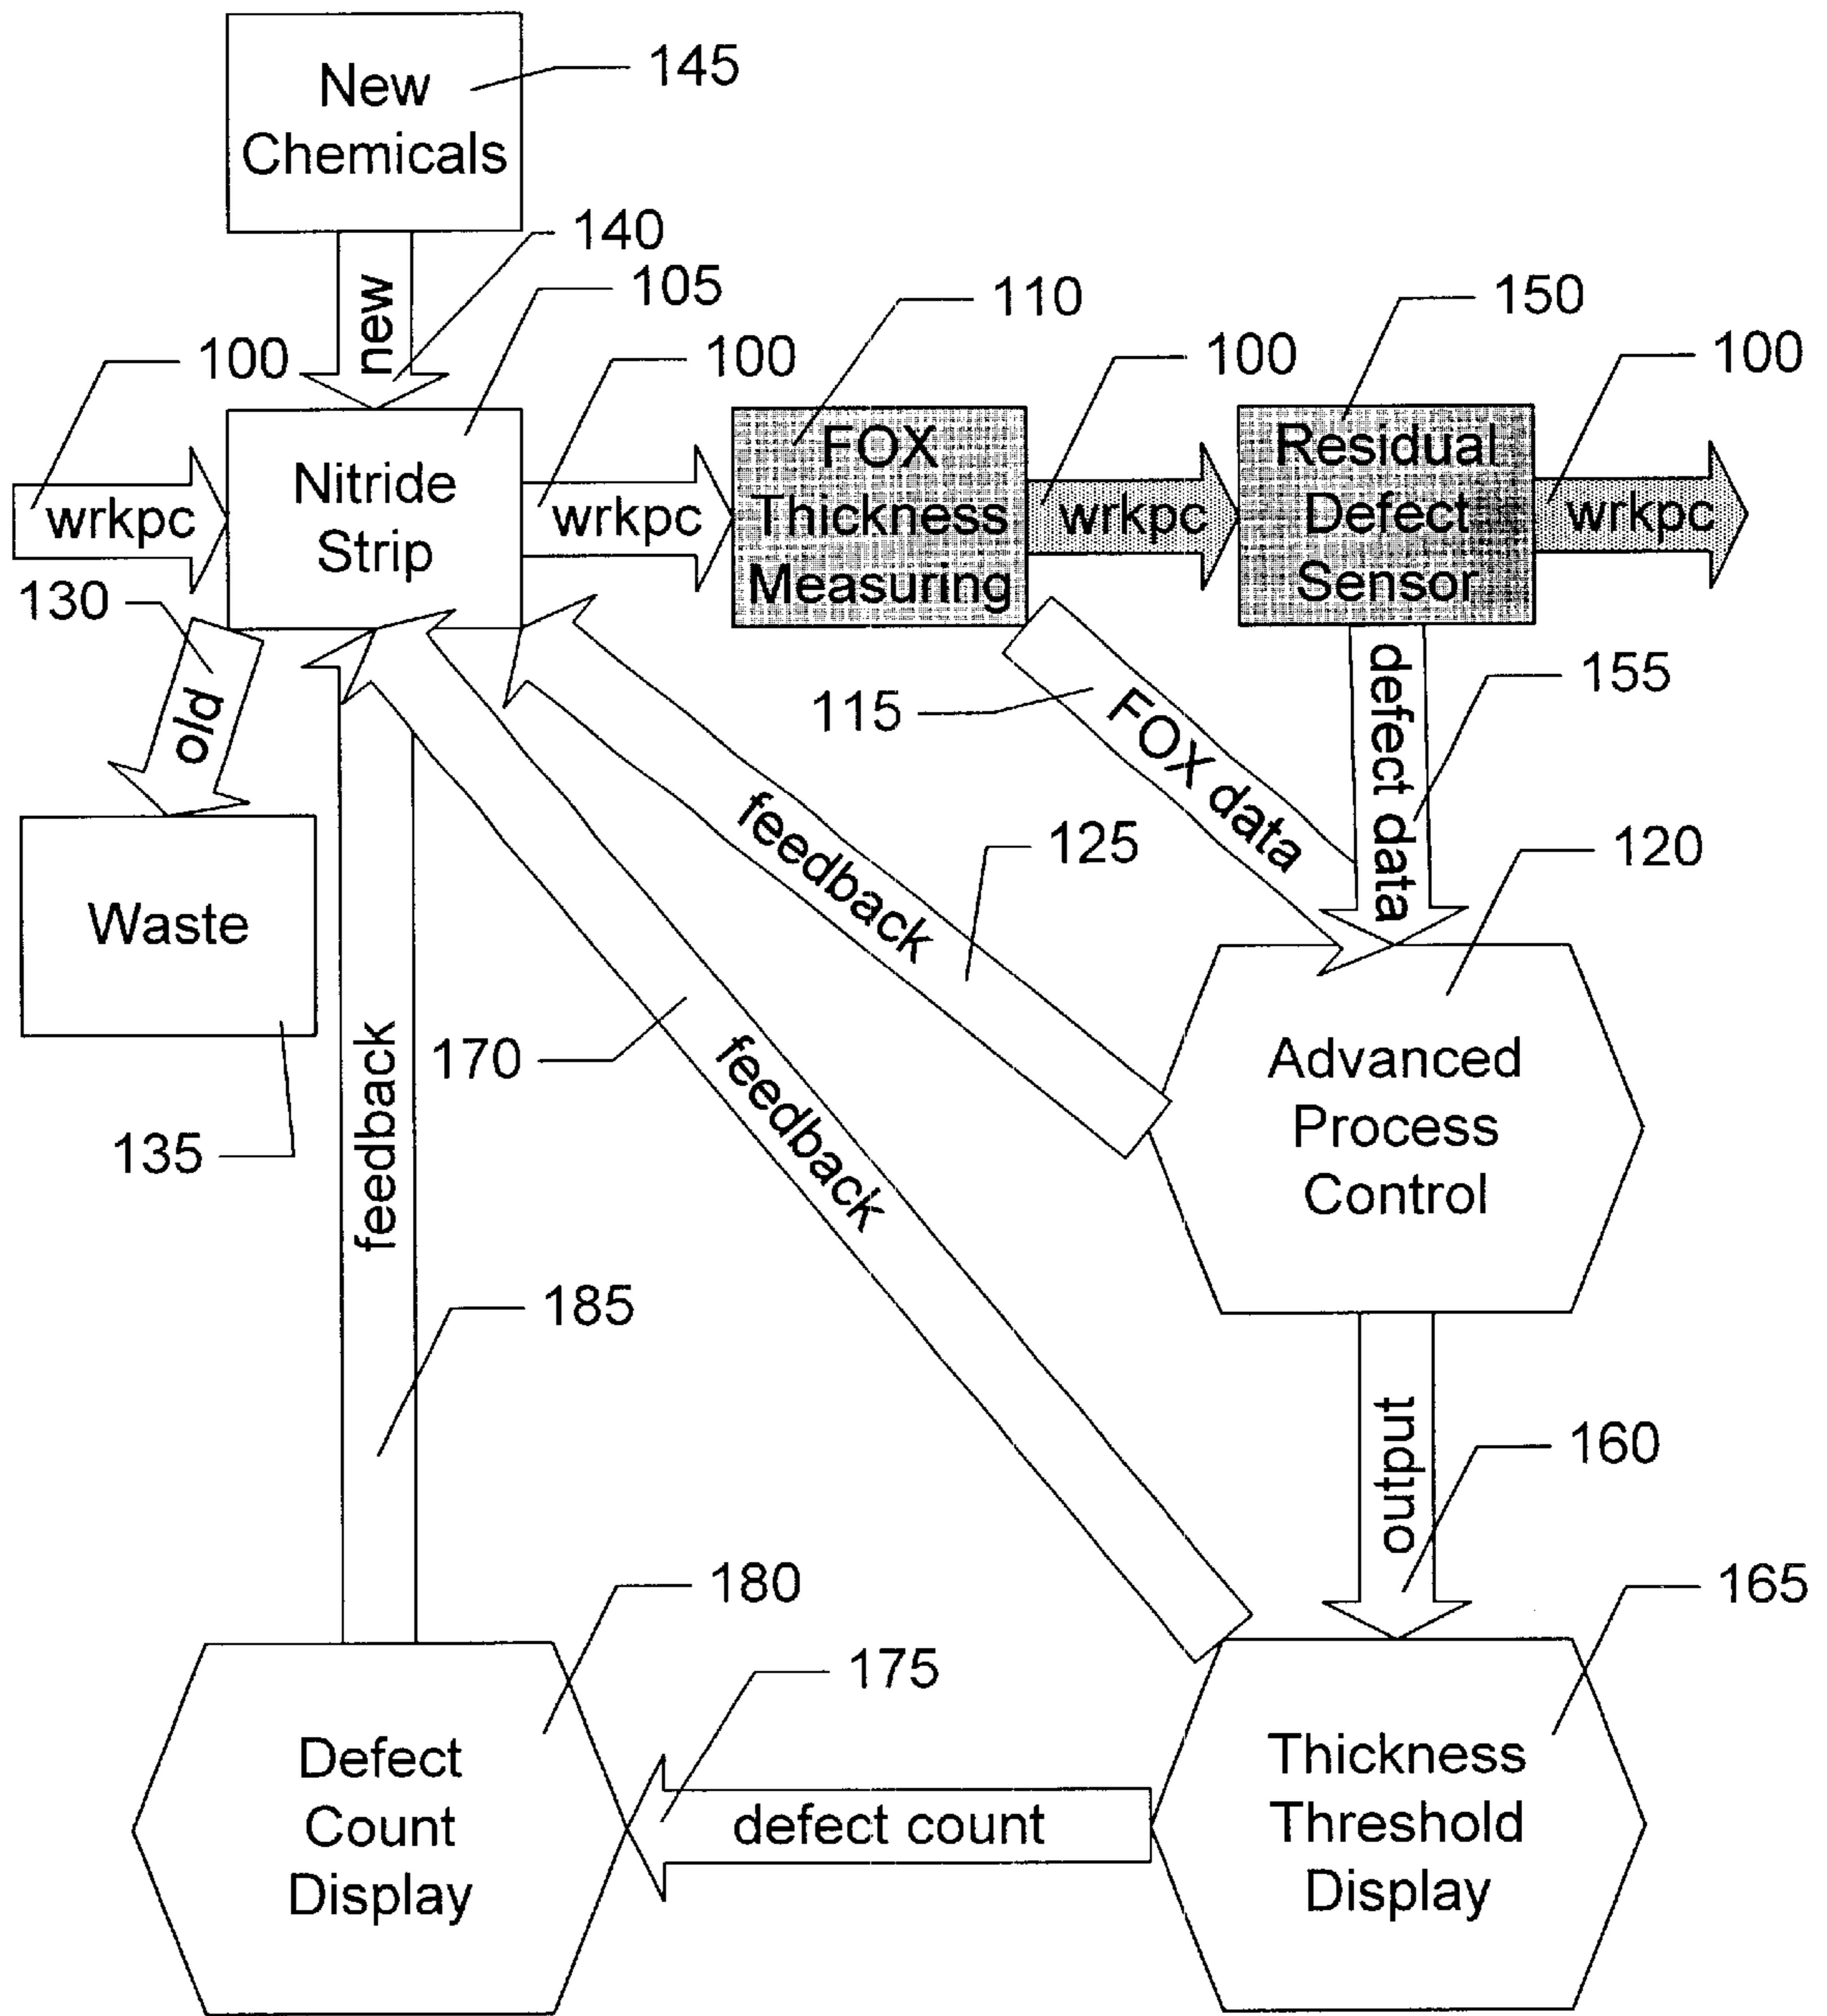 New
Chemicals
145
140
new
105
110
150
100
100
100
100
wrkpc
Nitride
Strip
wrkpc
FOX
Thickness
Measuring
wrkpc
Residual
Defect
Sensor
wrkpc
130
old
115
FOX data
defect data
155
feedback
125
120
Waste
135
feedback
170
feedback
Advanced
Process
Control
185
output
160
180
175
165
Defect
Count
Display
defect count
Thickness
Threshold
Display